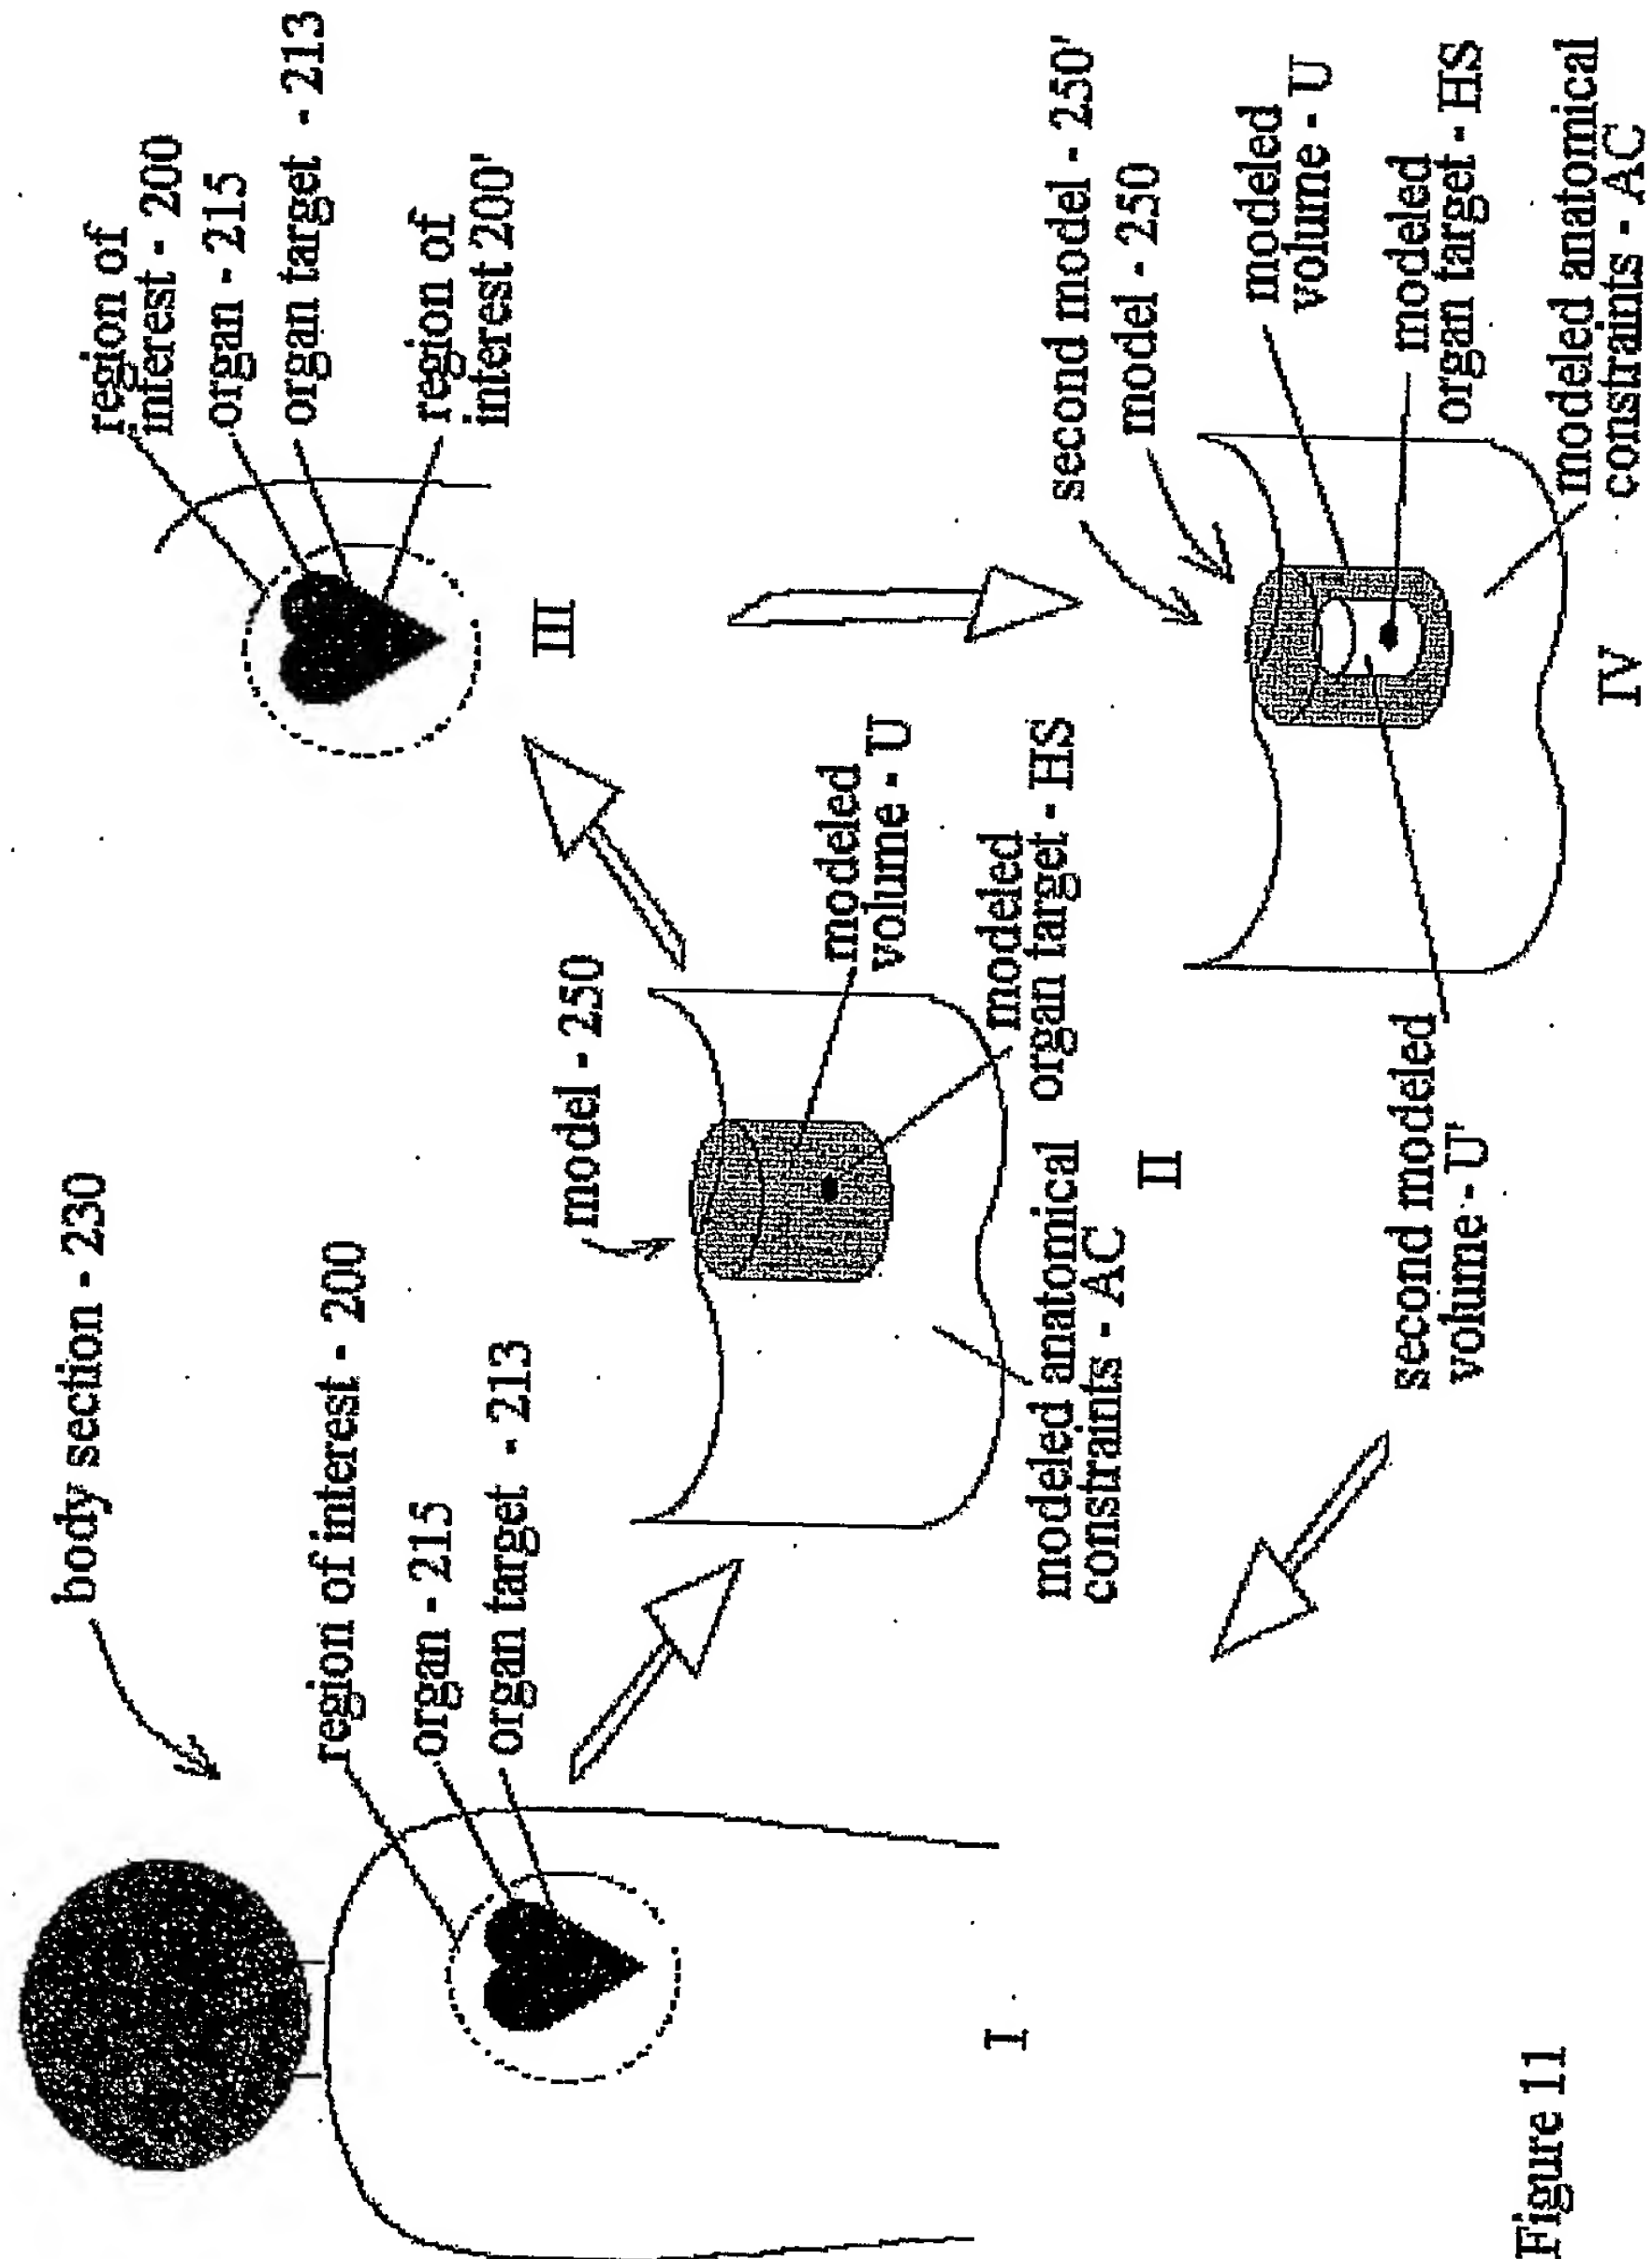 body section - 230
region of interest - 200
organ - 215
organ target - 213
I
model - 250
modeled
volume - U
modeled
organ target - HS
modeled anatomical
constraints - AC
II
region of
interest - 200
organ - 215
organ target - 213
region of
interest 200'
III
second model - 250'
model - 250
modeled
volume - U
modeled
organ target - HS
modeled anatomical
constraints - AC
second modeled
volume - U'
IV
Figure 11